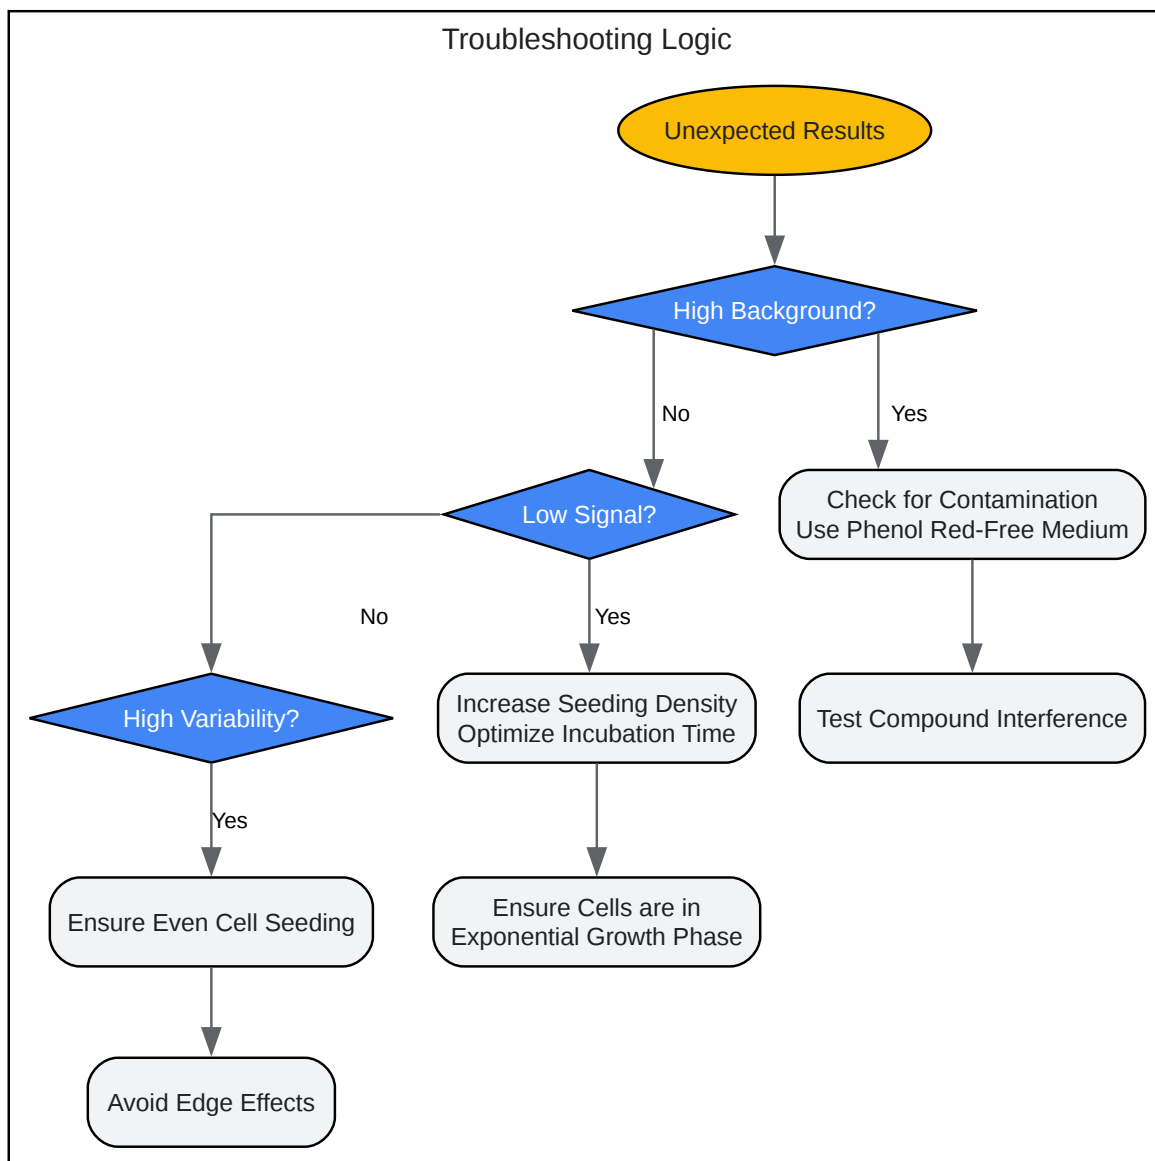 Troubleshooting Logic
Unexpected Results
High Background?
No
Yes
Low Signal?
Check for Contamination
Use Phenol Red-Free Medium
No
Yes
High Variability?
Increase Seeding Density
Optimize Incubation Time
Test Compound Interference
Yes
Ensure Even Cell Seeding
Ensure Cells are in
Exponential Growth Phase
Avoid Edge Effects